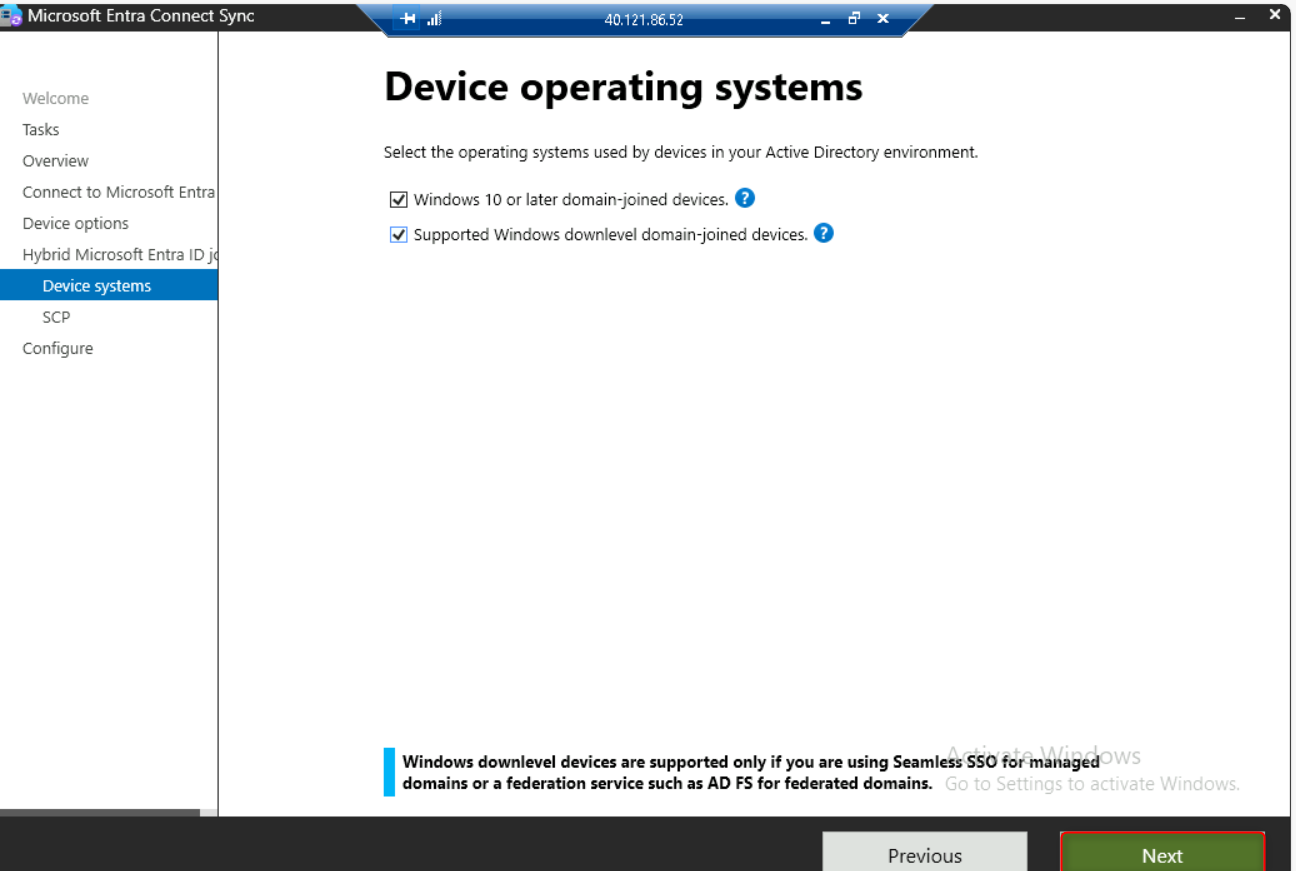 Microsoft Entra Connect Sync
40.121.86.52
Welcome
Tasks
Overview
Connect to Microsoft Entra
Device options
Hybrid Microsoft Entra ID jo
Device systems
SCP
Configure
Device operating systems
Select the operating systems used by devices in your Active Directory environment.
Windows 10 or later domain-joined devices. ?
Supported Windows downlevel domain-joined devices. ?
Windows downlevel devices are supported only if you are using Seamless SSO for managed
domains or a federation service such as AD FS for federated domains.
Activate Windows
Go to Settings to activate Windows.
Previous
Next